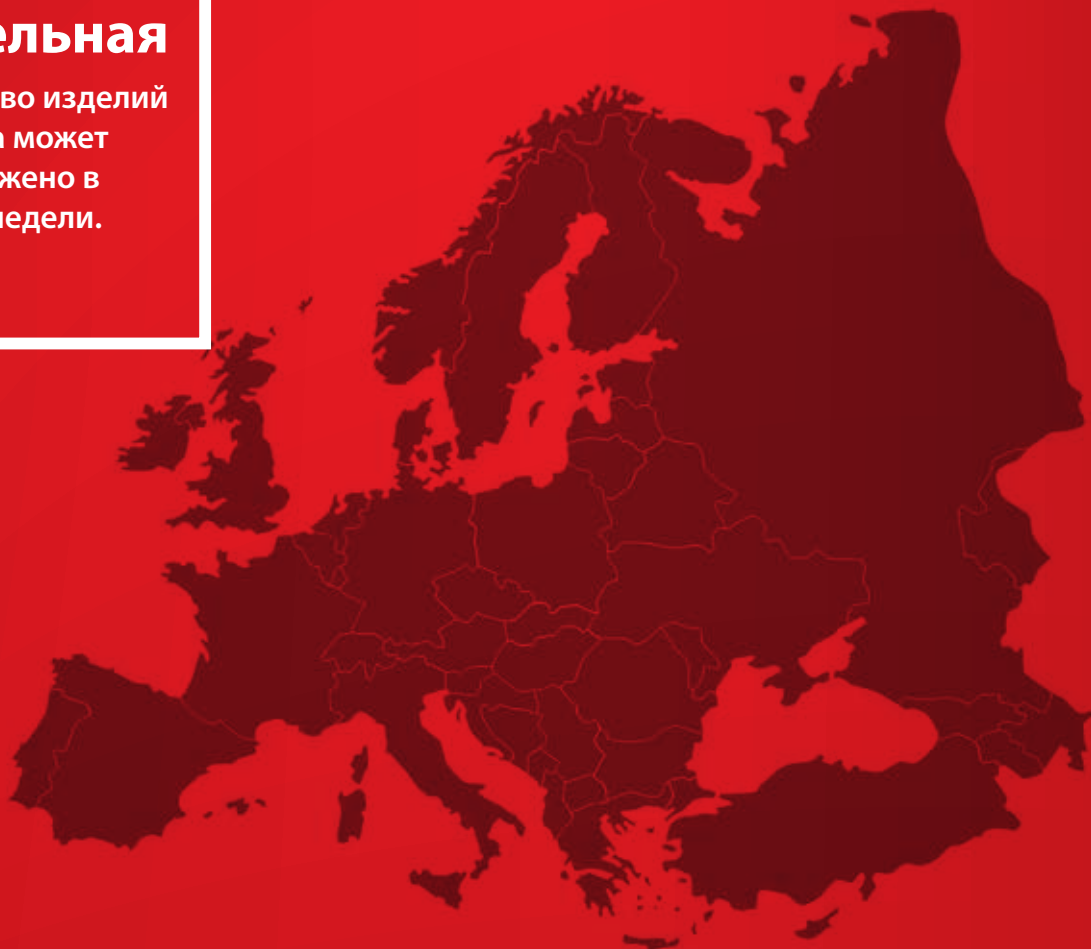 ельная
во изделий
а может
жено в
недели.